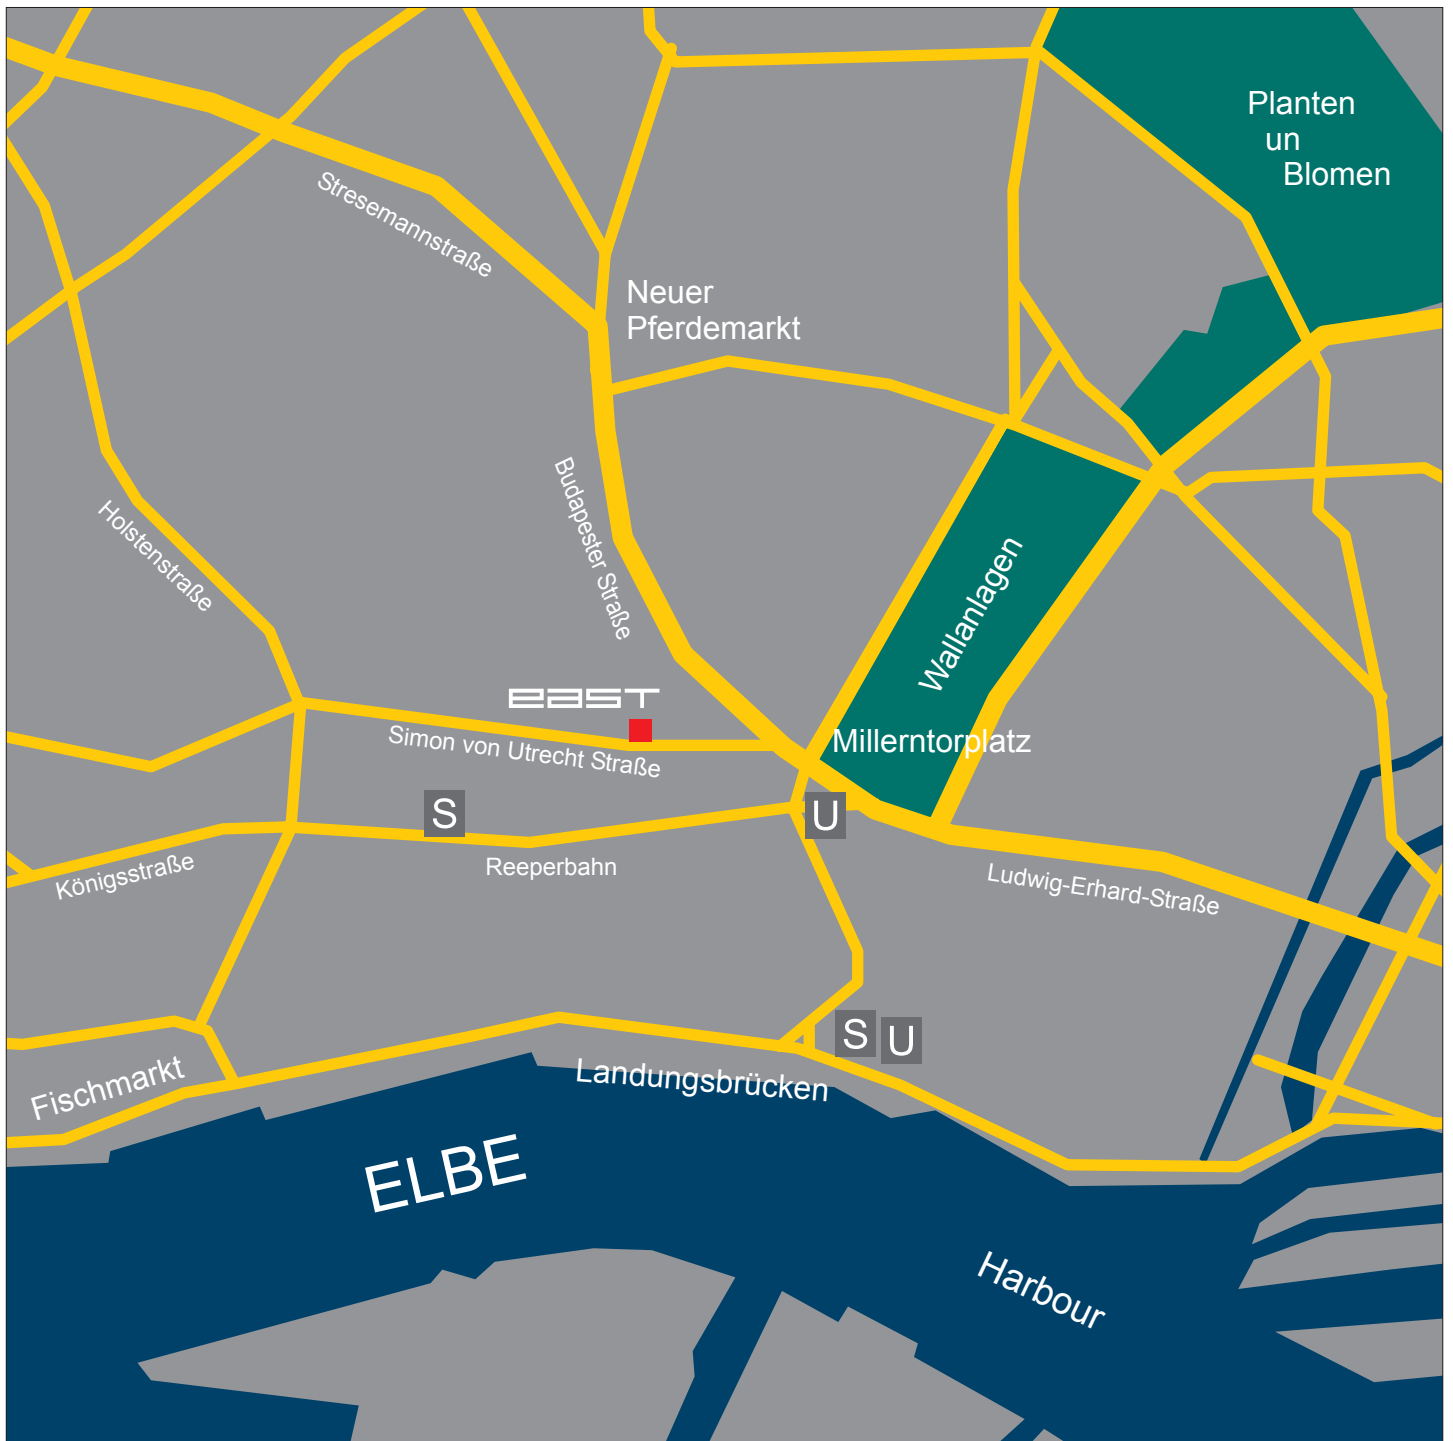 Planten
un
Blomen
Stresemannstraße
Neuer
Pferdemarkt
Budapester Straße
Holstenstraße
Wallanlagen
east
Simon von Utrecht Straße
Millerntorplatz
S
U
Reeperbahn
Königsstraße
Ludwig-Erhard-Straße
S U
Fischmarkt
Landungsbrücken
ELBE
Harbour